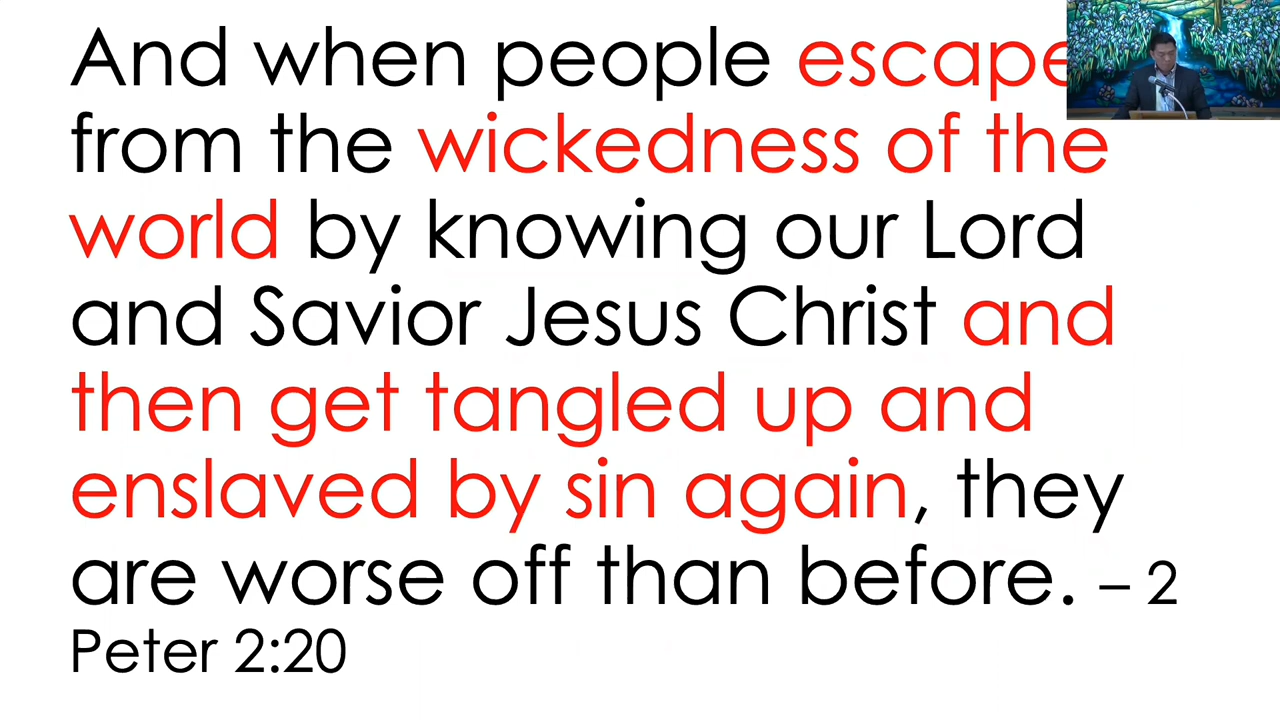 And when people escape
from the wickedness of the
world by knowing our Lord
and Savior Jesus Christ and
then get tangled up and
enslaved by sin again, they
are worse off than before. – 2
Peter 2:20